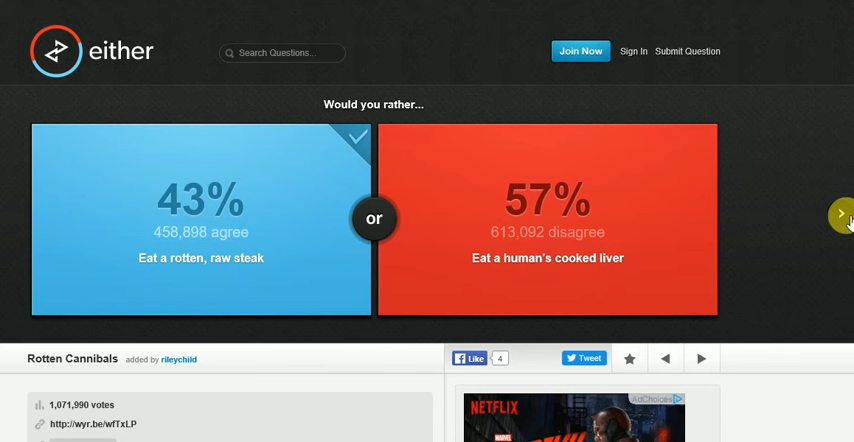 either
Search Questions...
Join Now
Sign In
Submit Question
Would you rather...
43%
458,898 agree
Eat a rotten, raw steak
or
57%
613,092 disagree
Eat a human's cooked liver
Rotten Cannibals added by rileychild
Like 4
Tweet
1,071,990 votes
http://wyr.be/wfTxLP
AdChoices
NETFLIX
MARVEL